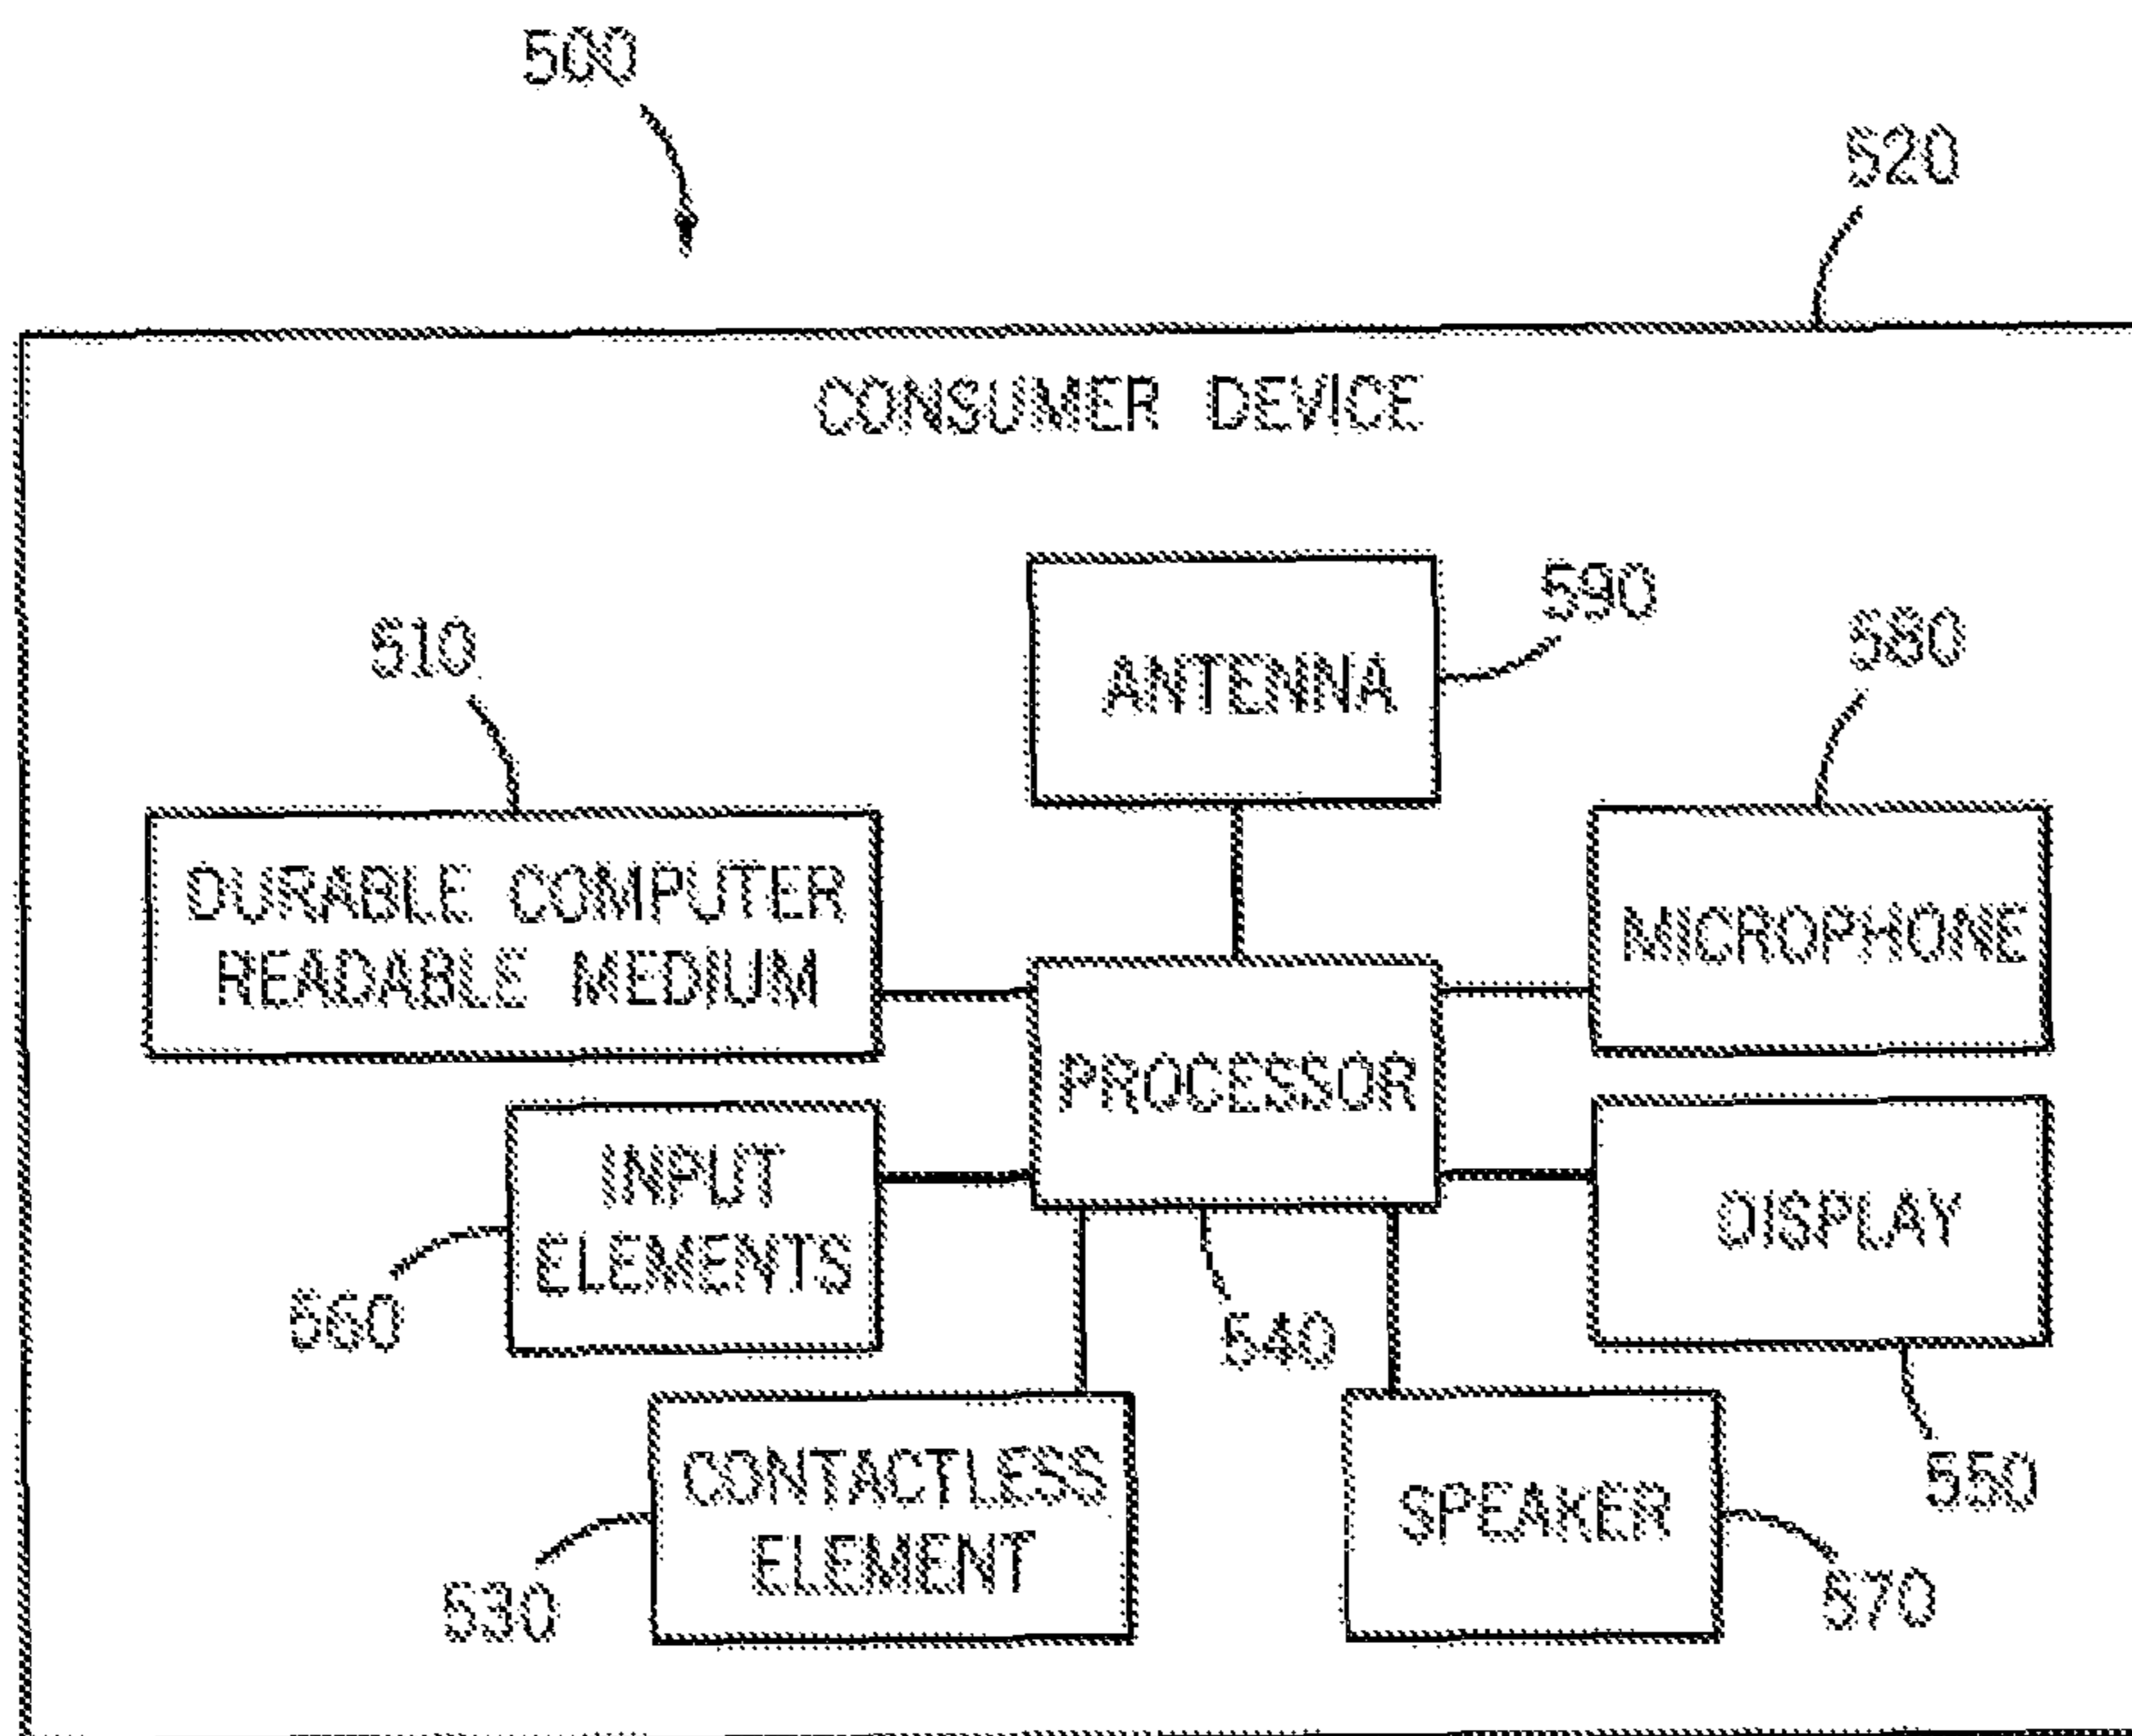 500
520
CONSUMER DEVICE
590
510
580
ANTENNA
DURABLE COMPUTER
READABLE MEDIUM
MICROPHONE
PROCESSOR
INPUT
ELEMENTS
DISPLAY
560
540
CONTACTLESS
ELEMENT
SPEAKER
550
530
570